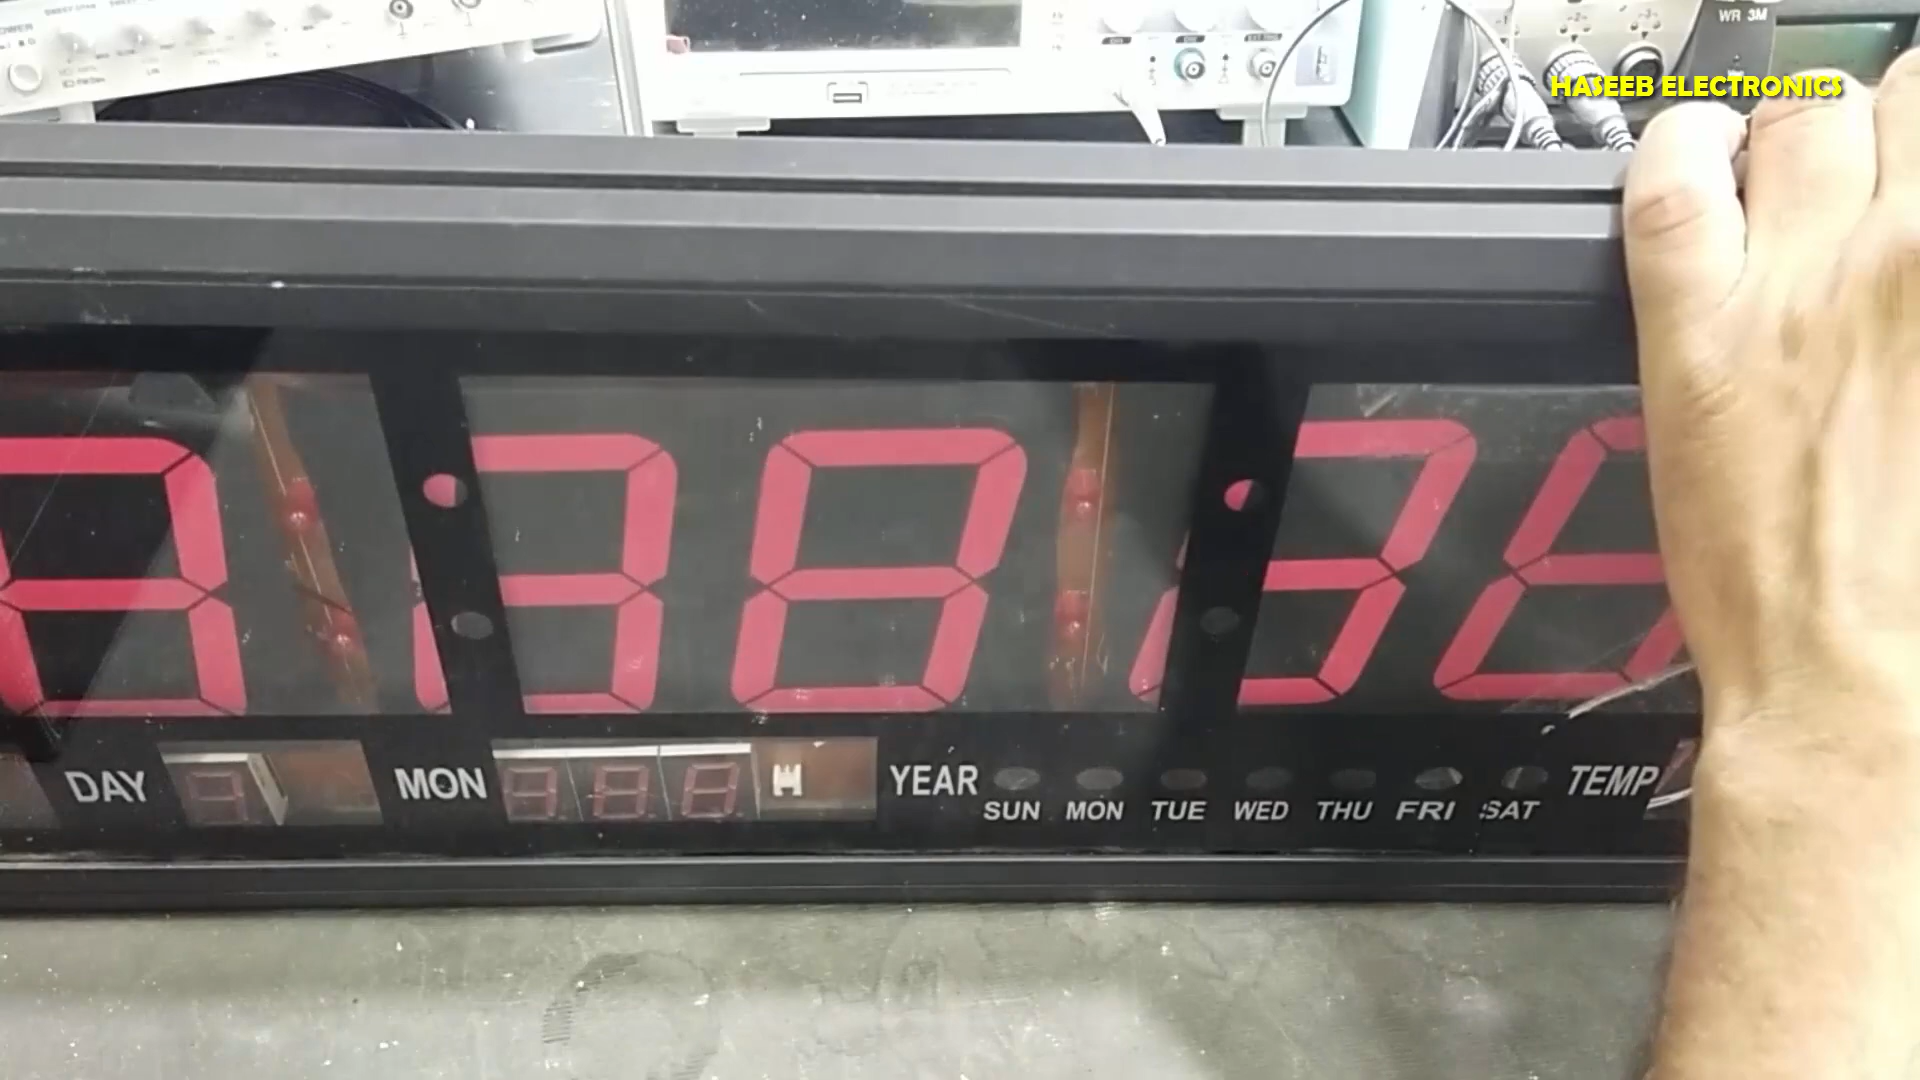 WR 3M
HASEEB ELECTRONICS
DAY
MON
YEAR
SUN MON TUE WED THU FRI SAT
TEMP